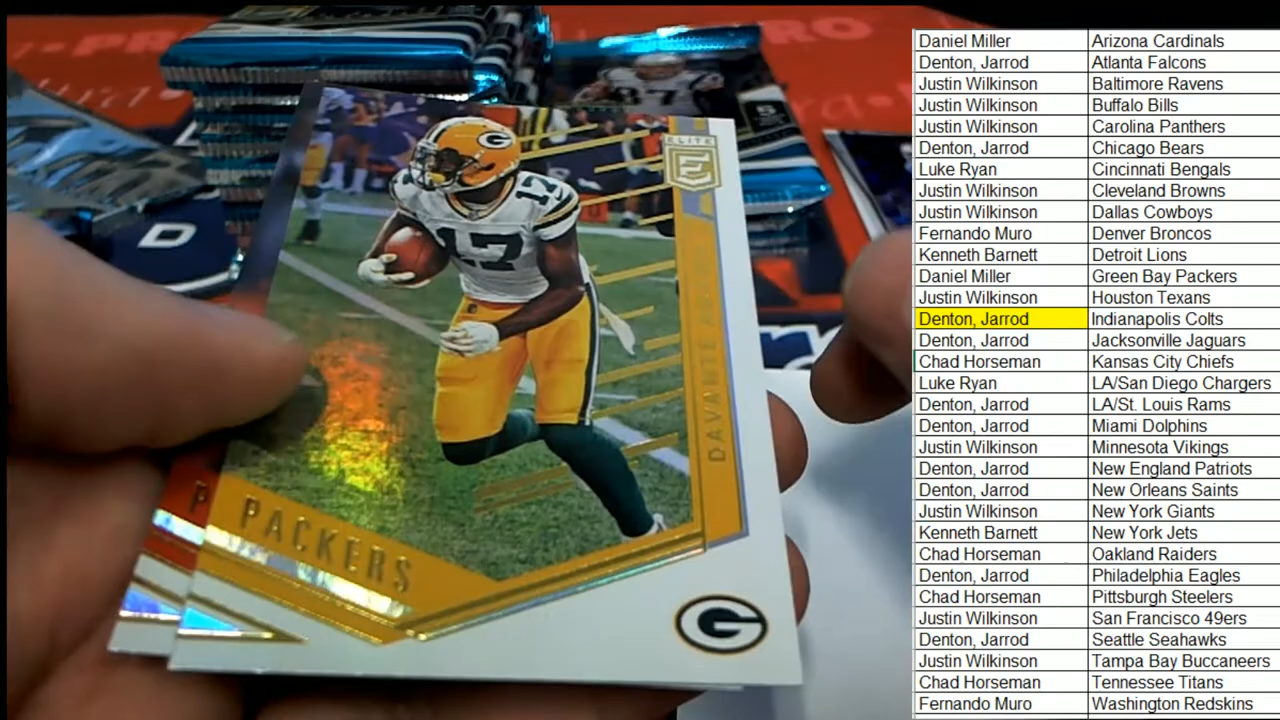 Daniel Miller Arizona Cardinals
Denton, Jarrod Atlanta Falcons
Justin Wilkinson Baltimore Ravens
Justin Wilkinson Buffalo Bills
Justin Wilkinson Carolina Panthers
Denton, Jarrod Chicago Bears
Luke Ryan Cincinnati Bengals
Justin Wilkinson Cleveland Browns
Justin Wilkinson Dallas Cowboys
Fernando Muro Denver Broncos
Kenneth Barnett Detroit Lions
Daniel Miller Green Bay Packers
Justin Wilkinson Houston Texans
Denton, Jarrod Indianapolis Colts
Denton, Jarrod Jacksonville Jaguars
Chad Horseman Kansas City Chiefs
Luke Ryan LA/San Diego Chargers
Denton, Jarrod LA/St. Louis Rams
Denton, Jarrod Miami Dolphins
Justin Wilkinson Minnesota Vikings
Denton, Jarrod New England Patriots
Denton, Jarrod New Orleans Saints
Justin Wilkinson New York Giants
Kenneth Barnett New York Jets
Chad Horseman Oakland Raiders
Denton, Jarrod Philadelphia Eagles
Chad Horseman Pittsburgh Steelers
Justin Wilkinson San Francisco 49ers
Denton, Jarrod Seattle Seahawks
Justin Wilkinson Tampa Bay Buccaneers
Chad Horseman Tennessee Titans
Fernando Muro Washington Redskins
ELITE
E
17
17
DAVANTE
PACKERS
G
P
D